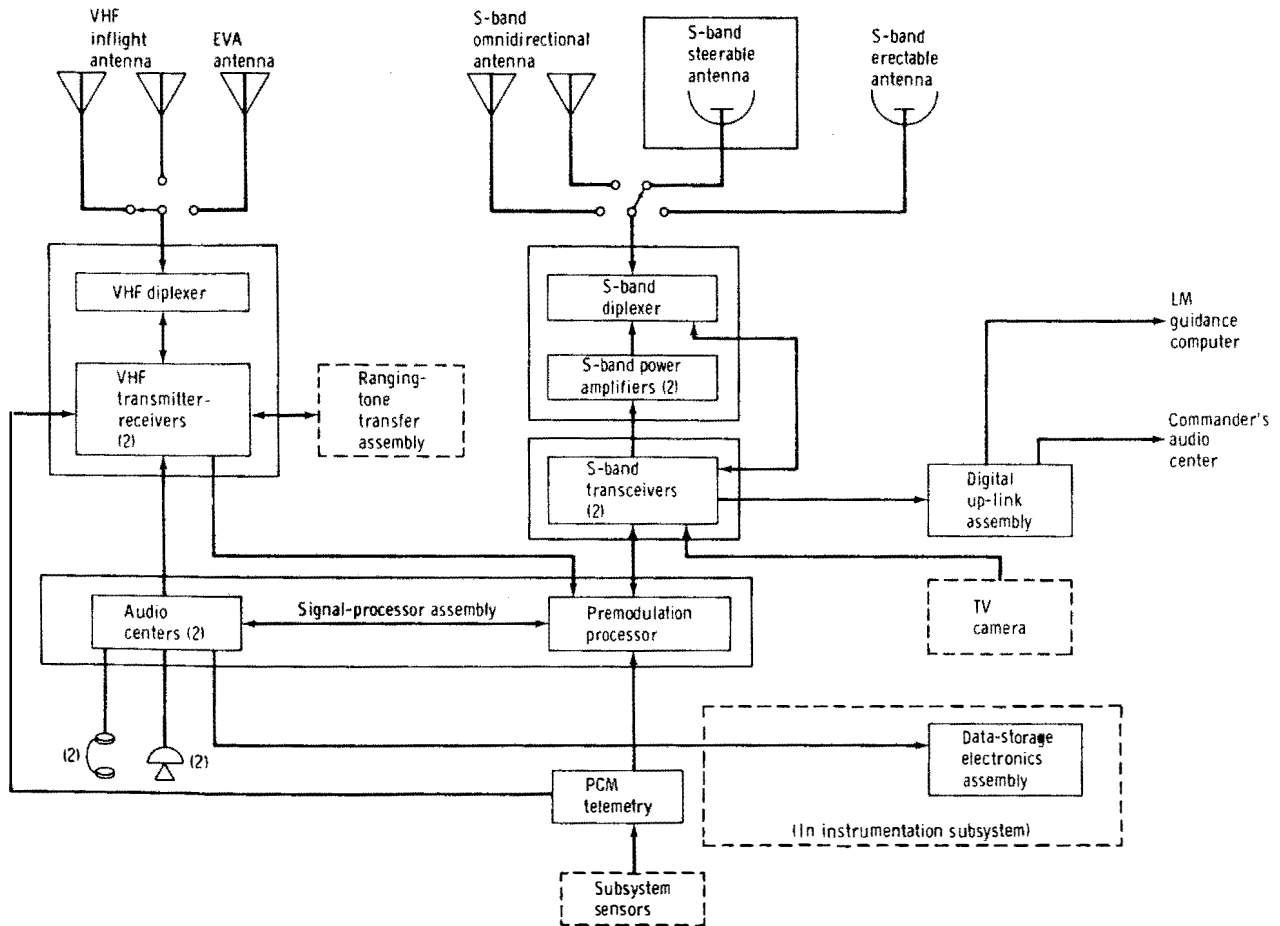 VHF
inflight
antenna
EVA
antenna
S-band
omnidirectional
antenna
S-band
steerable
antenna
S-band
erectable
antenna
VHF diplexer
S-band
diplexer
LM
guidance
computer
VHF
transmitter-
receivers
(2)
Ranging-
tone
transfer
assembly
S-band power
amplifiers (2)
Commander's
audio
center
S-band
transceivers
(2)
Digital
up-link
assembly
Audio
centers (2)
Signal-processor assembly
Premodulation
processor
TV
camera
(2)
(2)
Data-storage
electronics
assembly
PCM
telemetry
(In instrumentation subsystem)
Subsystem
sensors